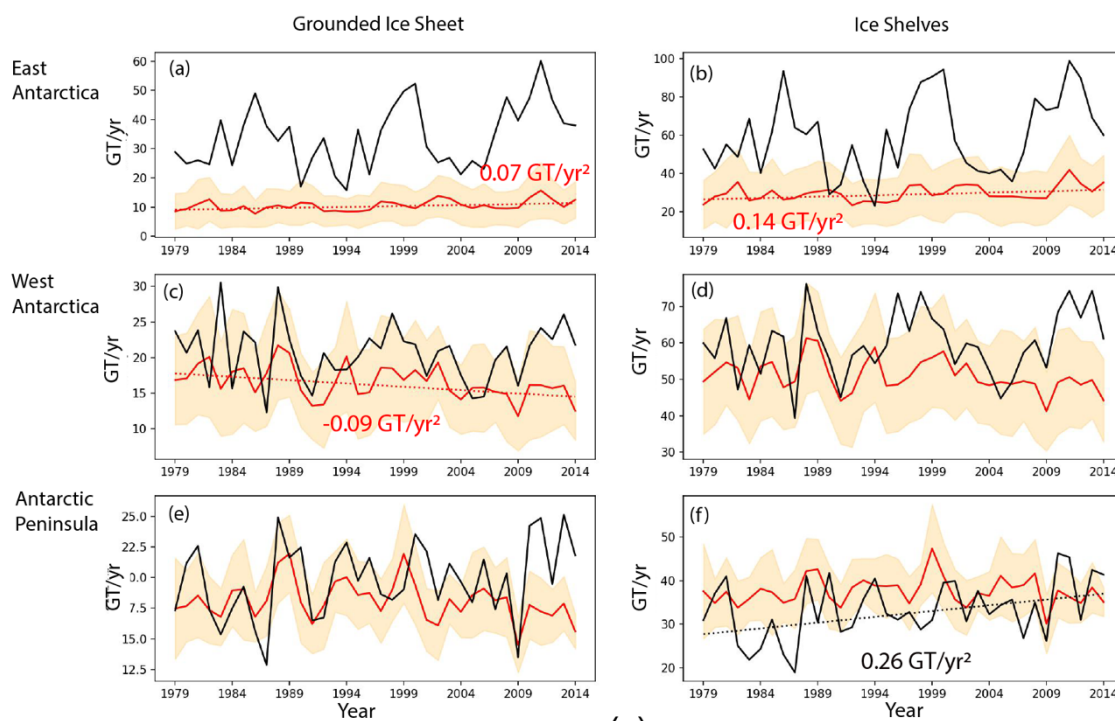 Grounded Ice Sheet
Ice Shelves
East
Antarctica
(a)
GT/yr
60
50
40
30
20
10
0
0.07 GT/yr²
1979 1984 1989 1994 1999 2004 2009 2014
(b)
GT/yr
100
80
60
40
20
0.14 GT/yr²
1979 1984 1989 1994 1999 2004 2009 2014
West
Antarctica
(c)
GT/yr
30
25
20
15
10
-0.09 GT/yr²
1979 1984 1989 1994 1999 2004 2009 2014
(d)
GT/yr
70
60
50
40
30
1979 1984 1989 1994 1999 2004 2009 2014
Antarctic
Peninsula
(e)
GT/yr
25.0
22.5
0.0
7.5
15.0
12.5
1979 1984 1989 1994 1999 2004 2009 2014
Year
(f)
GT/yr
50
40
30
20
0.26 GT/yr²
1979 1984 1989 1994 1999 2004 2009 2014
Year